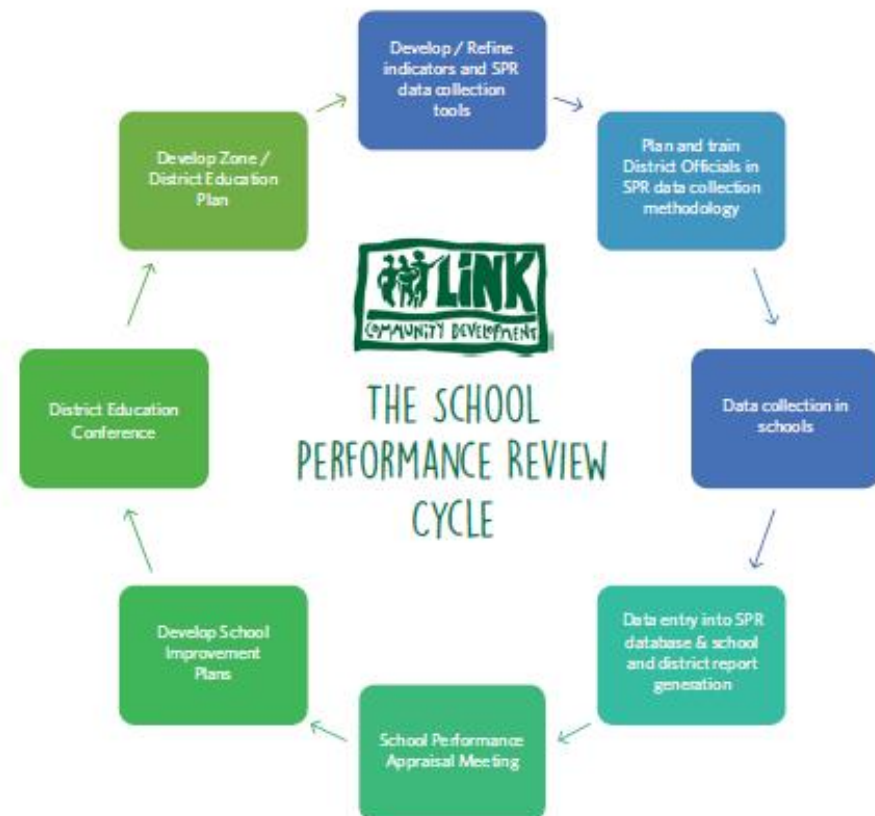 Develop / Refine
indicators and SPR
data collection
tools
Plan and train
District Officials in
SPR data collection
methodology
Data collection in
schools
Data entry into SPR
database & school
and district report
generation
School Performance
Appraisal Meeting
Develop School
Improvement
Plans
District Education
Conference
Develop Zone /
District Education
Plan
LiNK
COMMUNITY DEVELOPMENT
THE SCHOOL
PERFORMANCE REVIEW
CYCLE